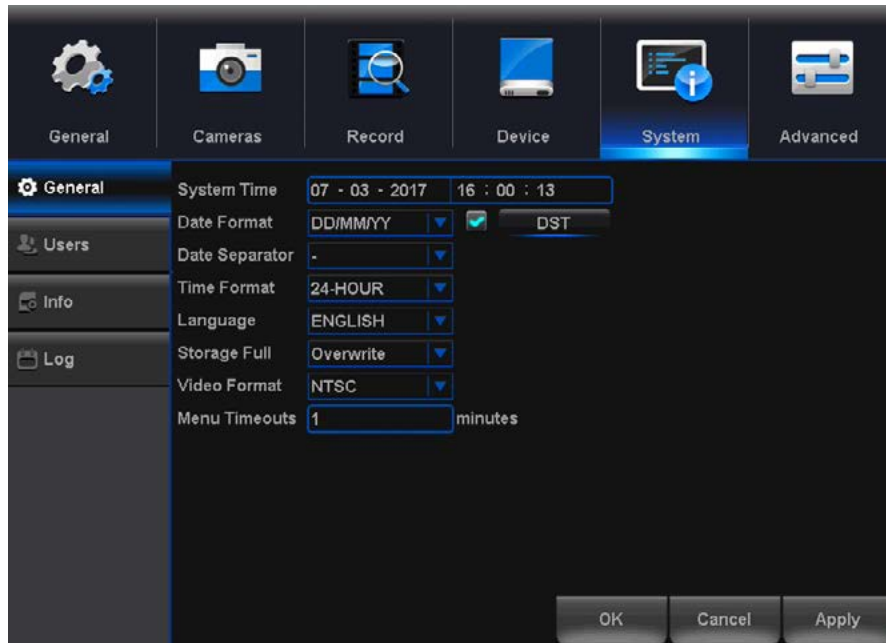 General Cameras Record Device System Advanced
General
Users
Info
Log
System Time 07 - 03 - 2017 16 : 00 : 13
Date Format DD/MM/YY DST
Date Separator -
Time Format 24-HOUR
Language ENGLISH
Storage Full Overwrite
Video Format NTSC
Menu Timeouts 1 minutes
OK Cancel Apply